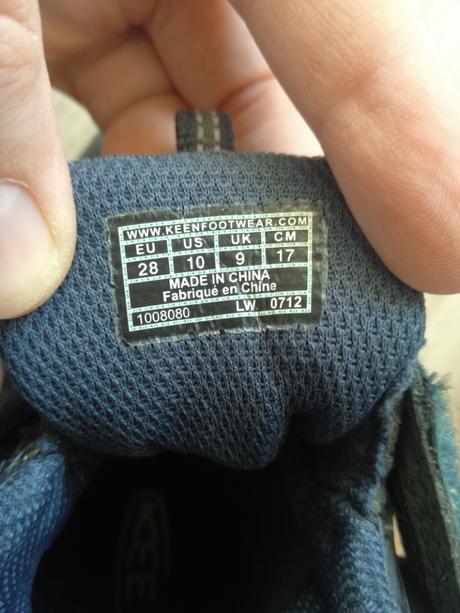 WWW.KEENFOOTWEAR.COM
EU US UK CM
28 10 9 17
MADE IN CHINA
Fabriqué en Chine
1008080 LW 0712
KEE